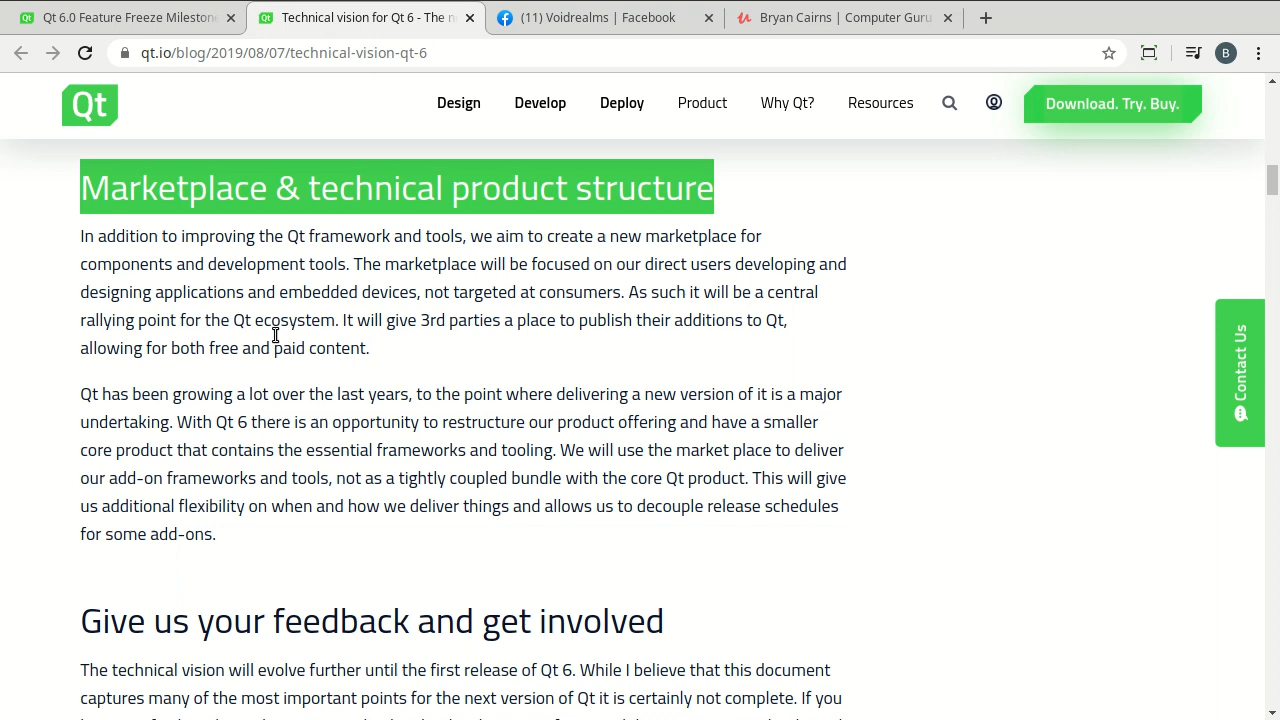 Qt 6.0 Feature Freeze Milestone
Technical vision for Qt 6 - The n
(11) Voidrealms | Facebook
Bryan Cairns | Computer Guru
qt.io/blog/2019/08/07/technical-vision-qt-6
B
Qt
Design
Develop
Deploy
Product
Why Qt?
Resources
Download. Try. Buy.
Marketplace & technical product structure
In addition to improving the Qt framework and tools, we aim to create a new marketplace for
components and development tools. The marketplace will be focused on our direct users developing and
designing applications and embedded devices, not targeted at consumers. As such it will be a central
rallying point for the Qt ecosystem. It will give 3rd parties a place to publish their additions to Qt,
allowing for both free and paid content.
Qt has been growing a lot over the last years, to the point where delivering a new version of it is a major
undertaking. With Qt 6 there is an opportunity to restructure our product offering and have a smaller
core product that contains the essential frameworks and tooling. We will use the market place to deliver
our add-on frameworks and tools, not as a tightly coupled bundle with the core Qt product. This will give
us additional flexibility on when and how we deliver things and allows us to decouple release schedules
for some add-ons.
Contact Us
Give us your feedback and get involved
The technical vision will evolve further until the first release of Qt 6. While I believe that this document
captures many of the most important points for the next version of Qt it is certainly not complete. If you